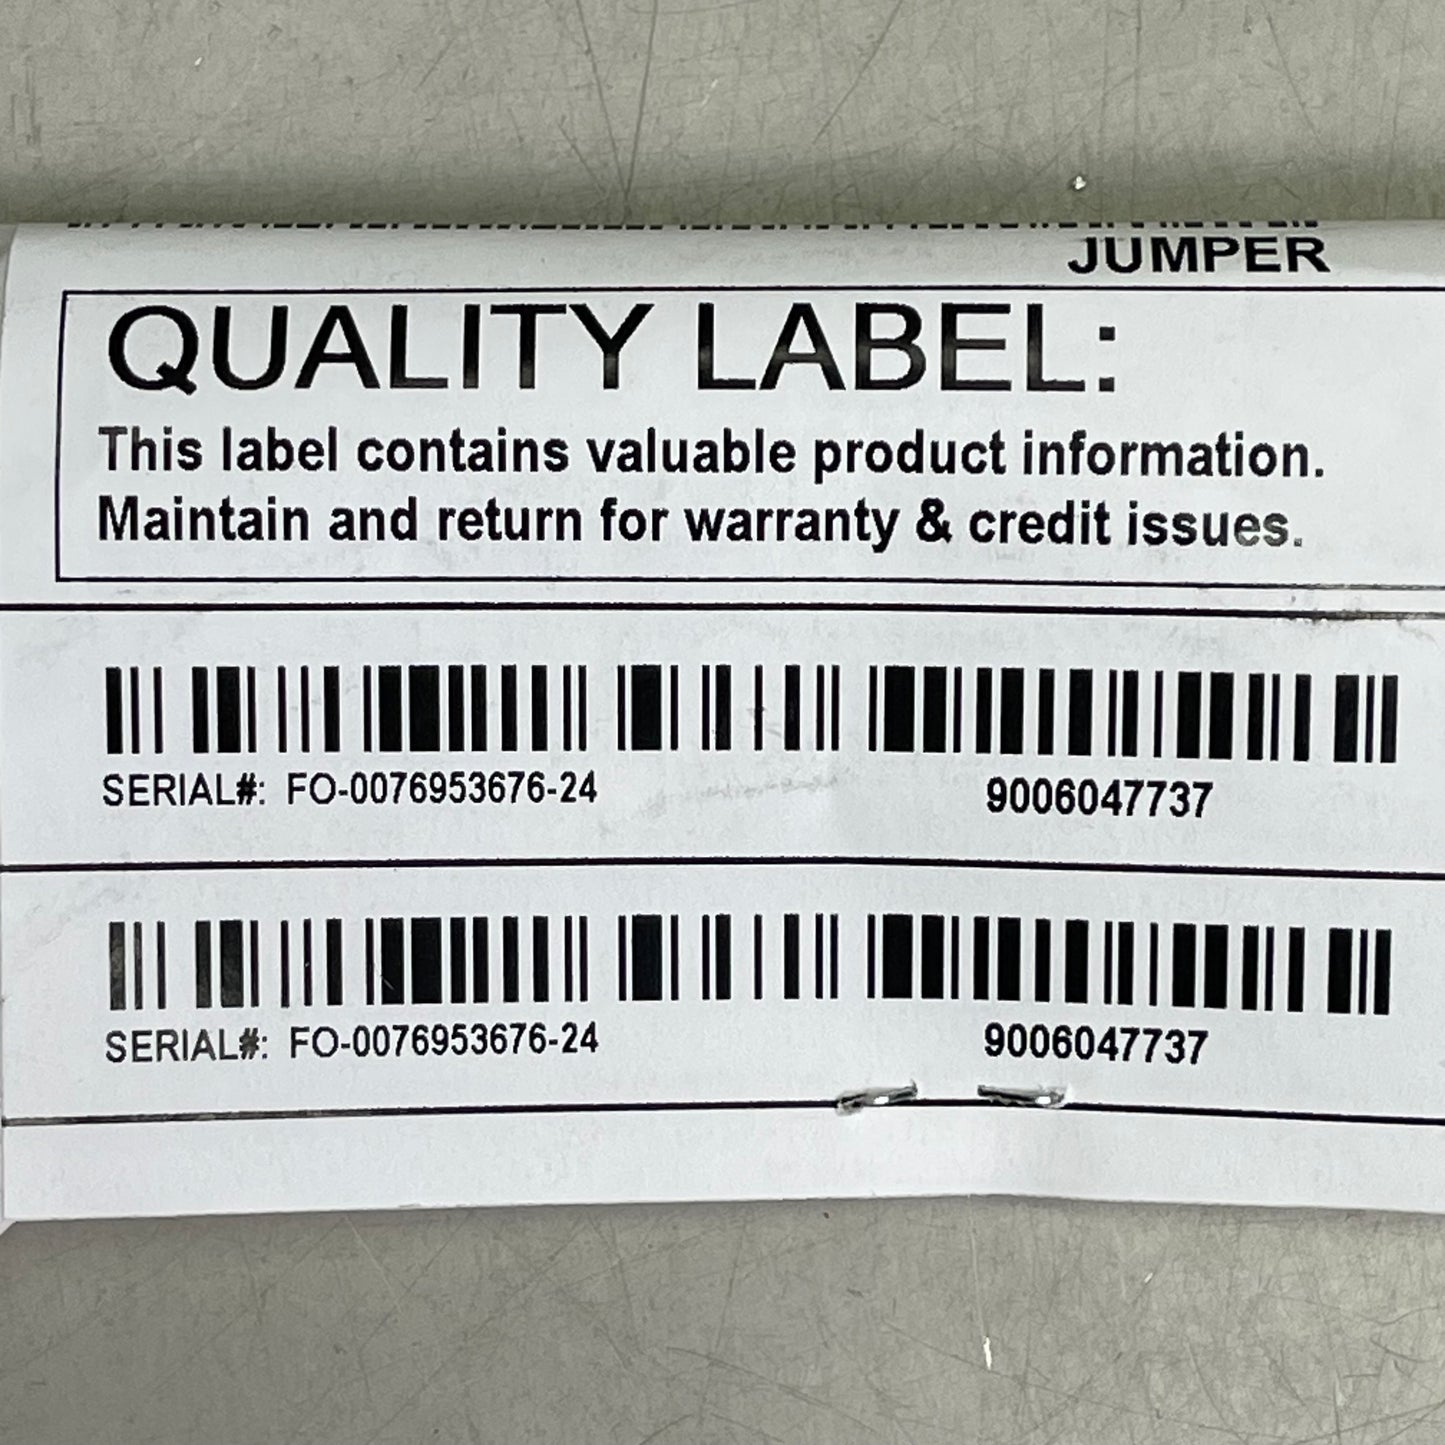 JUMPER
QUALITY LABEL:
This label contains valuable product information.
Maintain and return for warranty & credit issues.
SERIAL#: FO-0076953676-24 9006047737
SERIAL#: FO-0076953676-24 9006047737